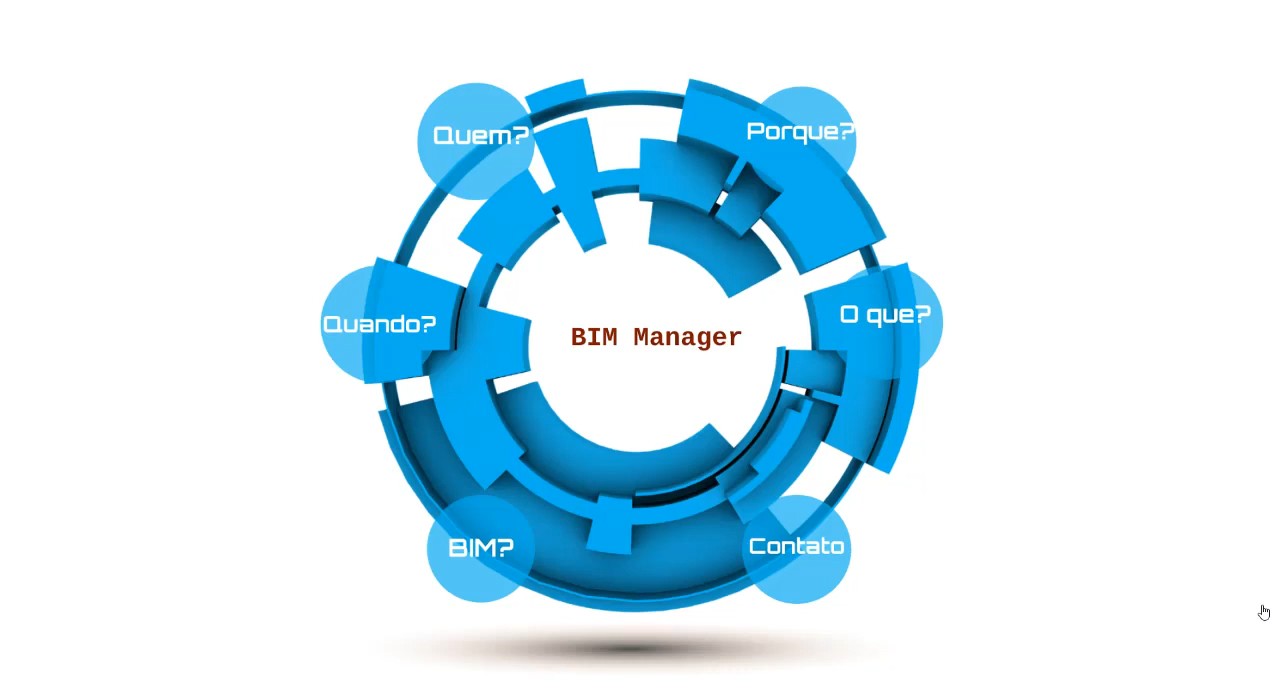 Quem?
Porque?
Quando?
O que?
BIM Manager
BIM?
Contato